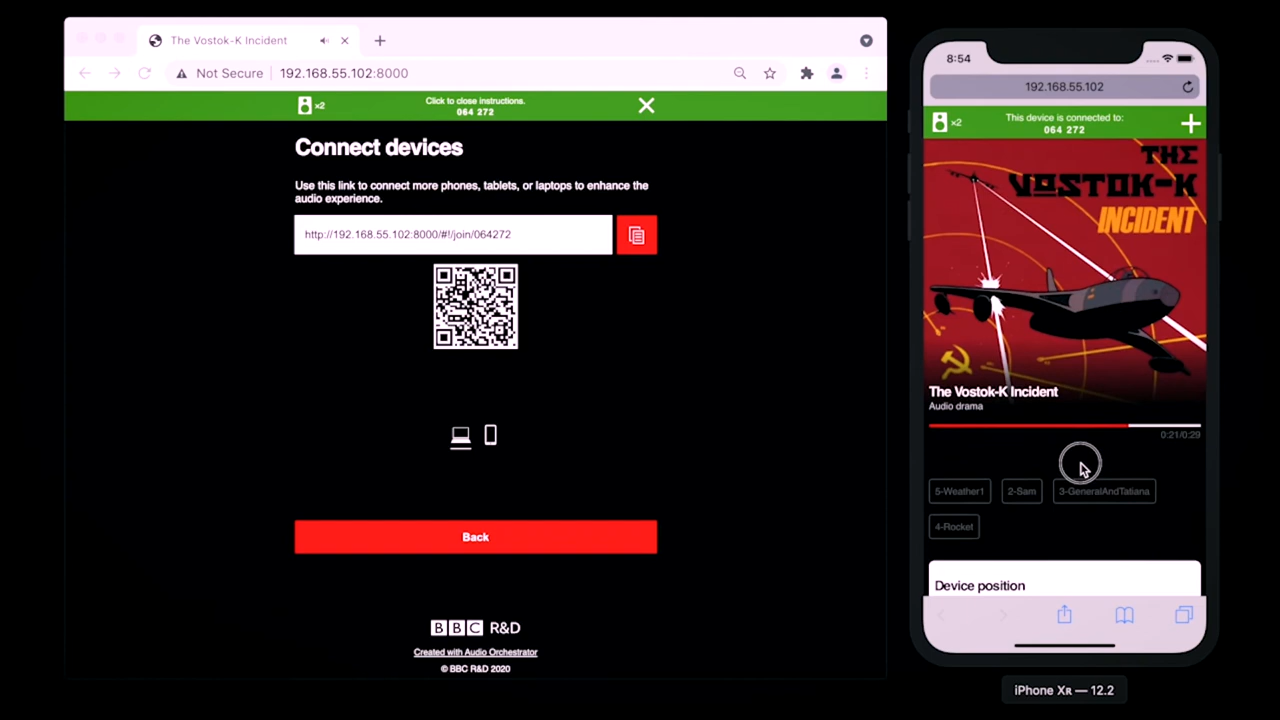 The Vostok-K Incident
Not Secure
192.168.55.102:8000
x2
Click to close instructions.
064 272
Connect devices
Use this link to connect more phones, tablets, or laptops to enhance the
audio experience.
http://192.168.55.102:8000/#!/join/064272
Back
BBC R&D
Created with Audio Orchestrator
© BBC R&D 2020
8:54
192.168.55.102
x2
This device is connected to:
064 272
THE
VOSTOK-K
INCIDENT
The Vostok-K Incident
Audio drama
0:21/0:29
5-Weather1
2-Sam
3-GeneralAndTatiana
4-Rocket
Device position
iPhone XR — 12.2